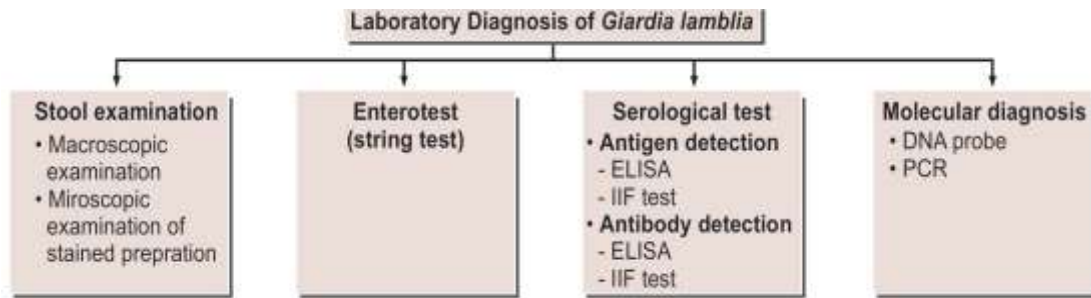 Laboratory Diagnosis of Giardia lamblia
Stool examination
• Macroscopic
examination
• Miroscopic
examination of
stained prepration
Enterotest
(string test)
Serological test
• Antigen detection
- ELISA
- IIF test
• Antibody detection
- ELISA
- IIF test
Molecular diagnosis
• DNA probe
• PCR